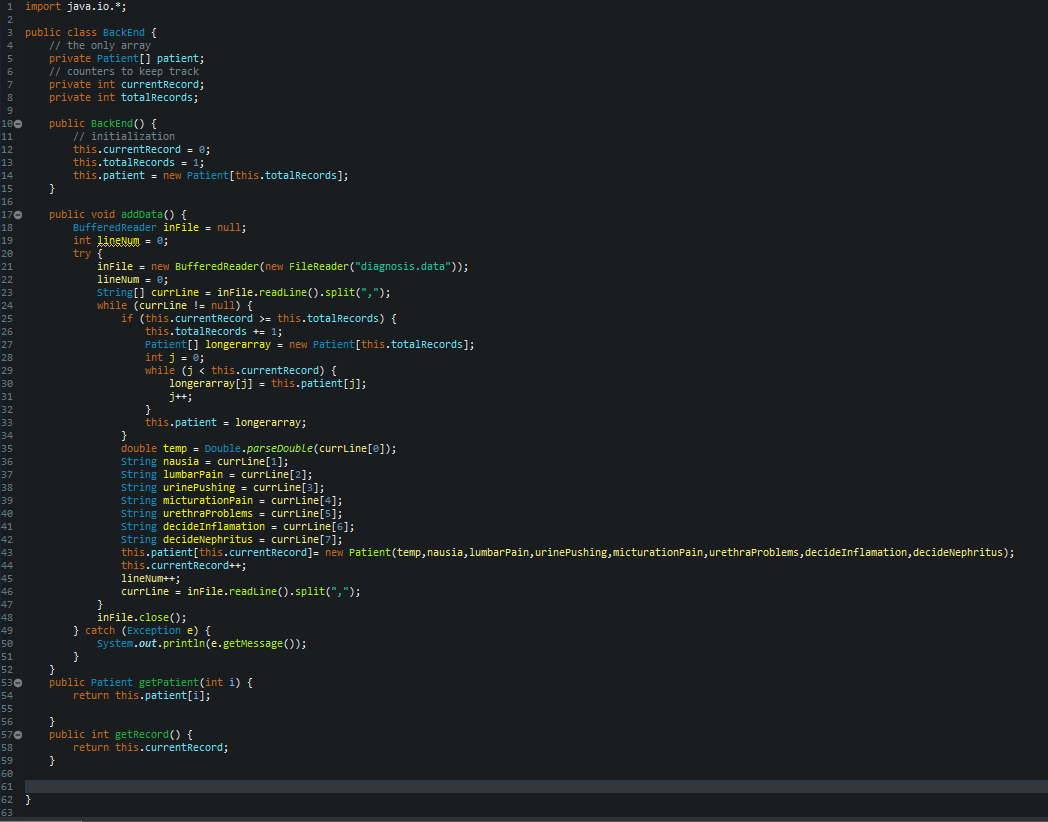 1 import java.io.*;
2
3 public class BackEnd {
4     // the only array
5     private Patient[] patient;
6     // counters to keep track
7     private int currentRecord;
8     private int totalRecords;
9
10     public BackEnd() {
11         // initialization
12         this.currentRecord = 0;
13         this.totalRecords = 1;
14         this.patient = new Patient[this.totalRecords];
15     }
16
17     public void addData() {
18         BufferedReader inFile = null;
19         int lineNum = 0;
20         try {
21             inFile = new BufferedReader(new FileReader("diagnosis.data"));
22             lineNum = 0;
23             String[] currLine = inFile.readLine().split(",");
24             while (currLine != null) {
25                 if (this.currentRecord >= this.totalRecords) {
26                     this.totalRecords += 1;
27                     Patient[] longerarray = new Patient[this.totalRecords];
28                     int j = 0;
29                     while (j < this.currentRecord) {
30                         longerarray[j] = this.patient[j];
31                         j++;
32                     }
33                     this.patient = longerarray;
34                 }
35                 double temp = Double.parseDouble(currLine[0]);
36                 String nausia = currLine[1];
37                 String lumbarPain = currLine[2];
38                 String urinePushing = currLine[3];
39                 String micturationPain = currLine[4];
40                 String urethraProblems = currLine[5];
41                 String decideInflamation = currLine[6];
42                 String decideNephritus = currLine[7];
43                 this.patient[this.currentRecord]= new Patient(temp,nausia,lumbarPain,urinePushing,micturationPain,urethraProblems,decideInflamation,decideNephritus);
44                 this.currentRecord++;
45                 lineNum++;
46                 currLine = inFile.readLine().split(",");
47             }
48             inFile.close();
49         } catch (Exception e) {
50             System.out.println(e.getMessage());
51         }
52     }
53     public Patient getPatient(int i) {
54         return this.patient[i];
55
56     }
57     public int getRecord() {
58         return this.currentRecord;
59     }
60
61
62 }
63